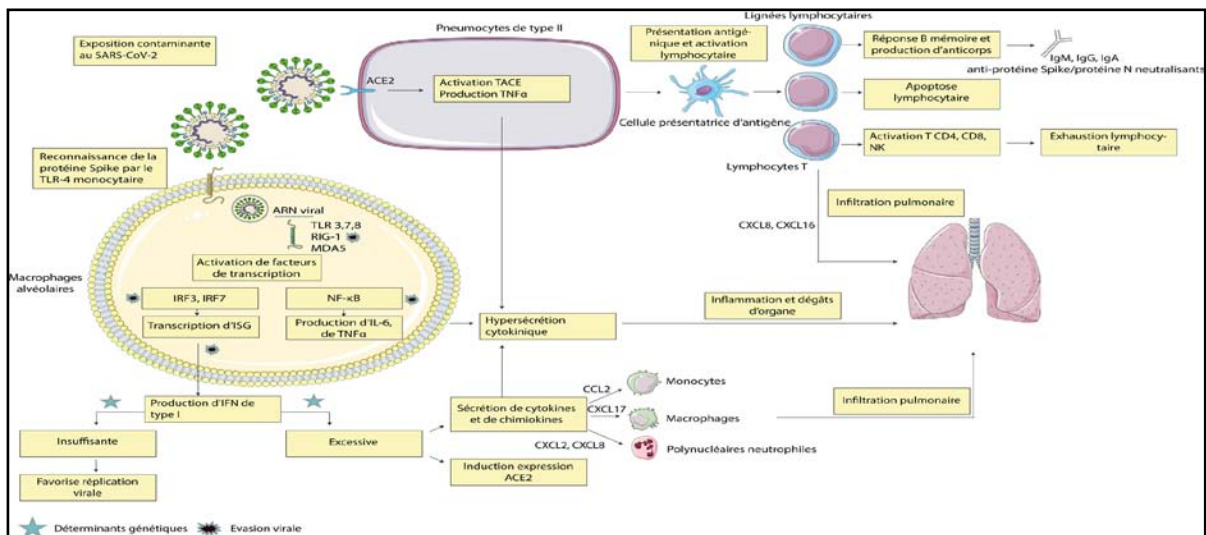 Lignées lymphocytaires
Pneumocytes de type II
Exposition contaminante
au SARS-CoV-2
ACE2
Activation TACE
Production TNFα
Présentation antigé-
nique et activation
lymphocytaire
Cellule présentatrice d'antigène
Réponse B mémoire et
production d'anticorps
IgM, IgG, IgA
anti-protéine Spike/protéine N neutralisants
Apoptose
lymphocytaire
Activation T CD4, CD8,
NK
Exhaustion lymphocy-
taire
Lymphocytes T
Reconnaissance de la
protéine Spike par le
TLR-4 monocytaire
ARN viral
TLR 3,7,8
RIG-1
MDA5
Activation de facteurs
de transcription
Macrophages
alvéolaires
IRF3, IRF7
NF-κB
Transcription d'ISG
Production d'IL-6,
de TNFα
CXCL8, CXCL16
Infiltration pulmonaire
Hypersécrétion
cytokinique
Inflammation et dégâts
d'organe
Production d'IFN de
type I
Insuffisante
Excessive
Favorise réplication
virale
Sécrétion de cytokines
et de chimiokines
Induction expression
ACE2
CCL2
Monocytes
CXCL17
Macrophages
CXCL2, CXCL8
Polynucléaires neutrophiles
Infiltration pulmonaire
Déterminants génétiques
Evasion virale